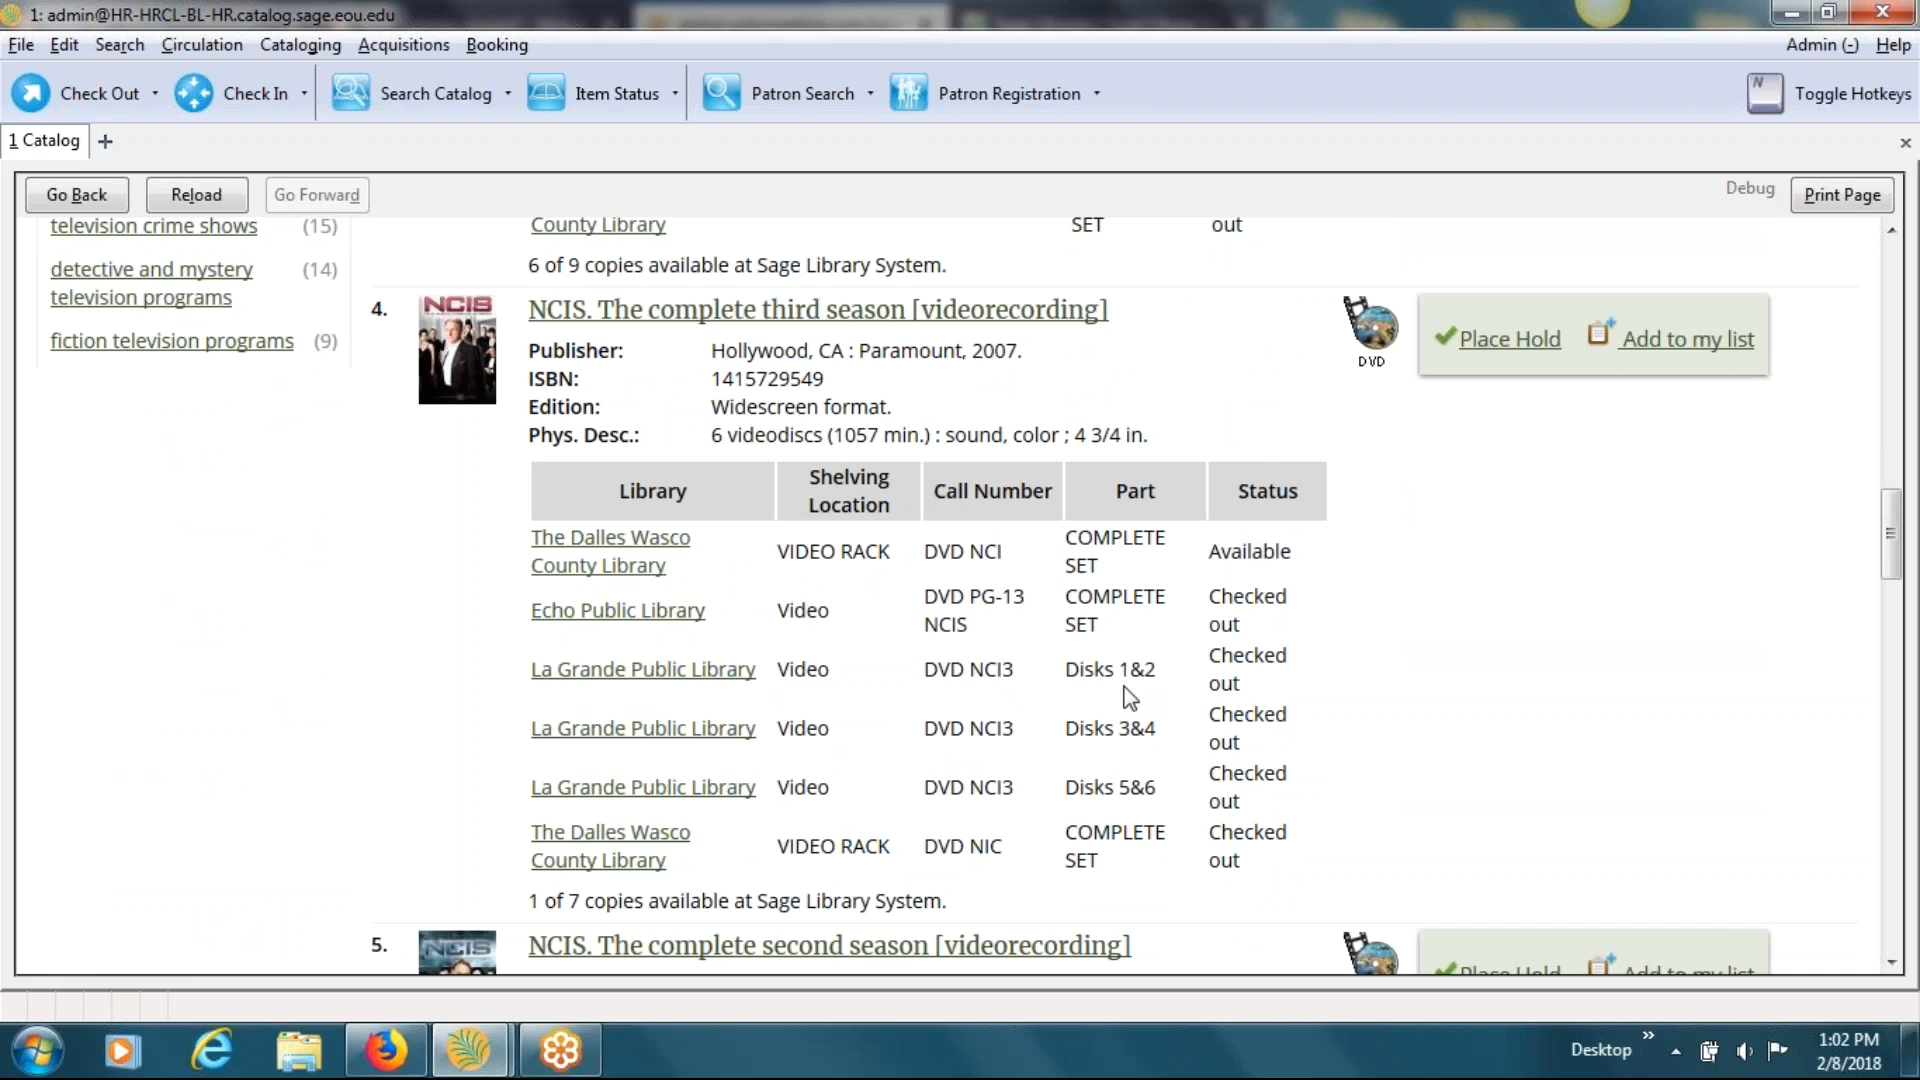 1: admin@HR-HRCL-BL-HR.catalog.sage.eou.edu
File Edit Search Circulation Cataloging Acquisitions Booking Admin (-) Help
Check Out Check In Search Catalog Item Status Patron Search Patron Registration N Toggle Hotkeys
1 Catalog
Go Back Reload Go Forward Debug Print Page
television crime shows (15)
detective and mystery (14)
television programs
fiction television programs (9)
County Library SET out
6 of 9 copies available at Sage Library System.
4. NCIS NCIS. The complete third season [videorecording]
Publisher: Hollywood, CA : Paramount, 2007.
ISBN: 1415729549
Edition: Widescreen format.
Phys. Desc.: 6 videodiscs (1057 min.) : sound, color ; 4 3/4 in.
DVD
Place Hold Add to my list
Library Shelving Location Call Number Part Status
The Dalles Wasco County Library VIDEO RACK DVD NCI COMPLETE SET Available
Echo Public Library Video DVD PG-13 NCIS COMPLETE SET Checked out
La Grande Public Library Video DVD NCI3 Disks 1&2 Checked out
La Grande Public Library Video DVD NCI3 Disks 3&4 Checked out
La Grande Public Library Video DVD NCI3 Disks 5&6 Checked out
The Dalles Wasco County Library VIDEO RACK DVD NIC COMPLETE SET Checked out
1 of 7 copies available at Sage Library System.
5. NCIS NCIS. The complete second season [videorecording]
Place Hold Add to my list
Desktop
1:02 PM
2/8/2018